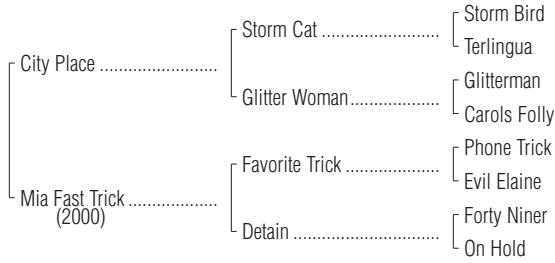 Storm Bird
Storm Cat ......................
Terlingua
City Place ......................
Glitterman
Glitter Woman.................
Carols Folly
Phone Trick
Favorite Trick ..................
Evil Elaine
Mia Fast Trick .................
(2000)
Forty Niner
Detain ............................
On Hold